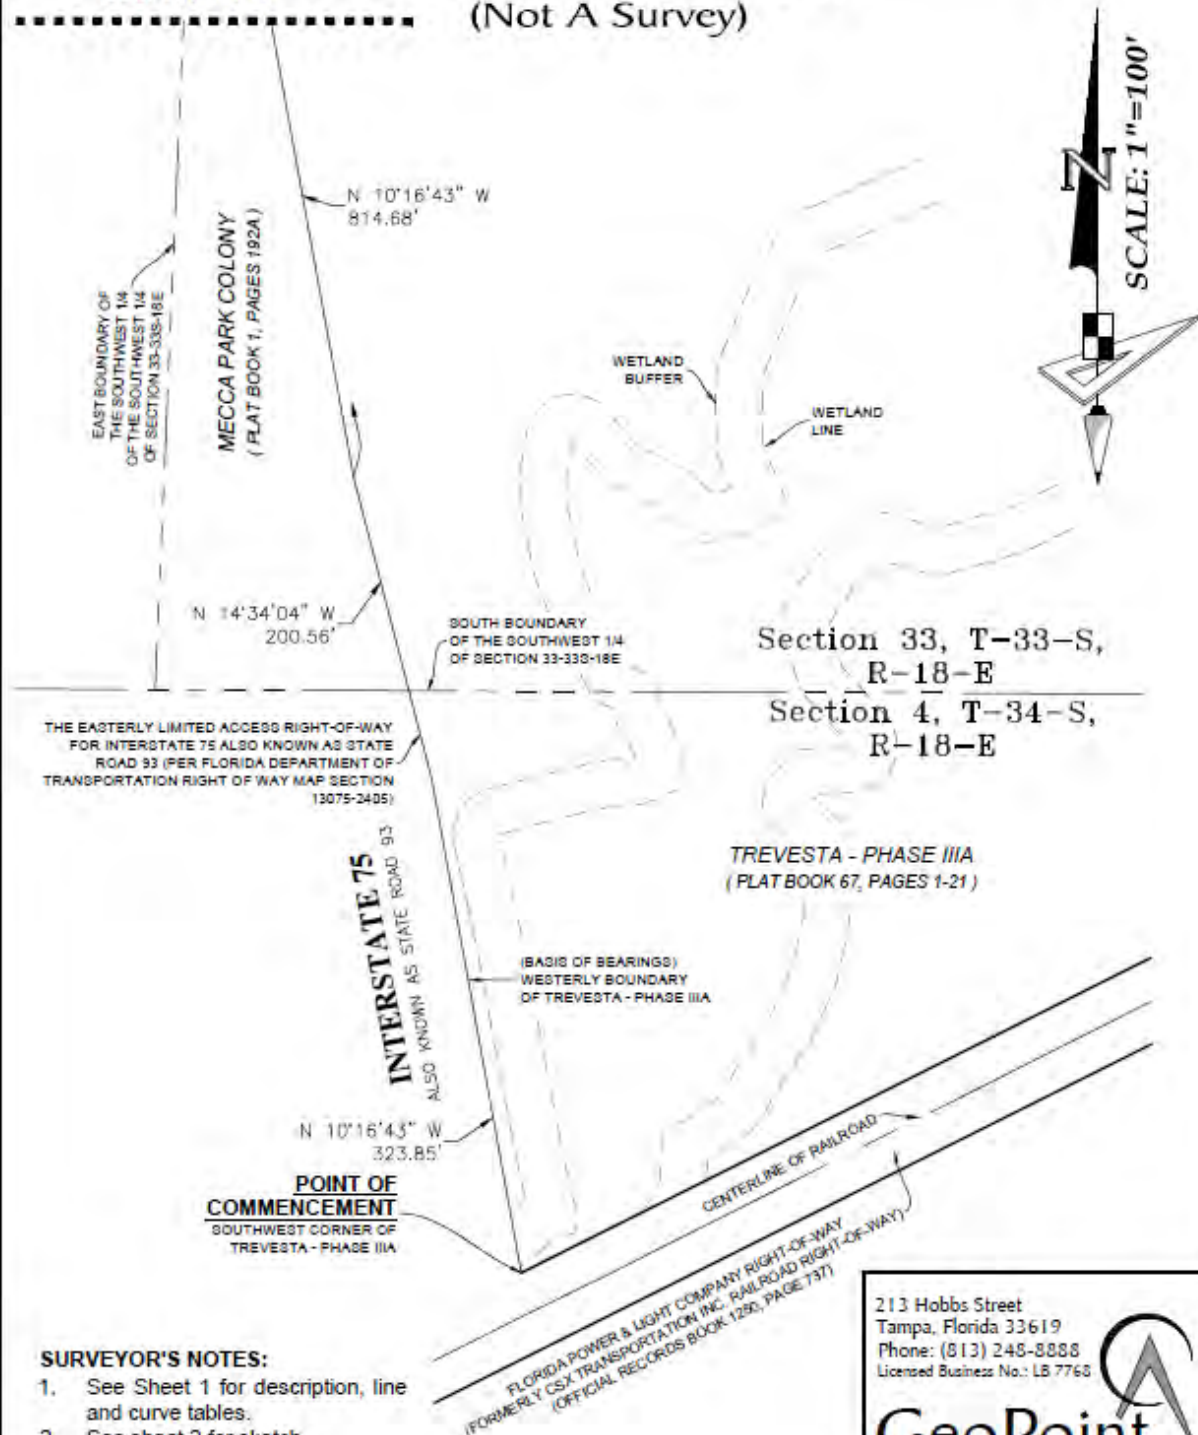 (Not A Survey)
SCALE: 1"=100'
N
N 10°16'43" W
814.68'
EAST BOUNDARY OF
THE SOUTHWEST 1/4
OF THE SOUTHWEST 1/4
OF SECTION 33-33S-18E
MECCA PARK COLONY
( PLAT BOOK 1, PAGES 192A)
WETLAND
BUFFER
WETLAND
LINE
N 14°34'04" W
200.56'
SOUTH BOUNDARY
OF THE SOUTHWEST 1/4
OF SECTION 33-33S-18E
Section 33, T-33-S,
R-18-E
Section 4, T-34-S,
R-18-E
THE EASTERLY LIMITED ACCESS RIGHT-OF-WAY
FOR INTERSTATE 75 ALSO KNOWN AS STATE
ROAD 93 (PER FLORIDA DEPARTMENT OF
TRANSPORTATION RIGHT OF WAY MAP SECTION
13075-2405)
INTERSTATE 75
ALSO KNOWN AS STATE ROAD 93
TREVESTA - PHASE IIIA
( PLAT BOOK 67, PAGES 1-21 )
(BASIS OF BEARINGS)
WESTERLY BOUNDARY
OF TREVESTA - PHASE IIIA
N 10°16'43" W
323.85'
POINT OF
COMMENCEMENT
SOUTHWEST CORNER OF
TREVESTA - PHASE IIIA
CENTERLINE OF RAILROAD
FLORIDA POWER & LIGHT COMPANY RIGHT-OF-WAY
(FORMERLY CSX TRANSPORTATION INC. RAILROAD RIGHT-OF-WAY)
(OFFICIAL RECORDS BOOK 1250, PAGE 737)
SURVEYOR'S NOTES:
1. See Sheet 1 for description, line
and curve tables.
2. See sheet 2 for sketch
213 Hobbs Street
Tampa, Florida 33619
Phone: (813) 248-8888
Licensed Business No.: LB 7768
GeoPoint